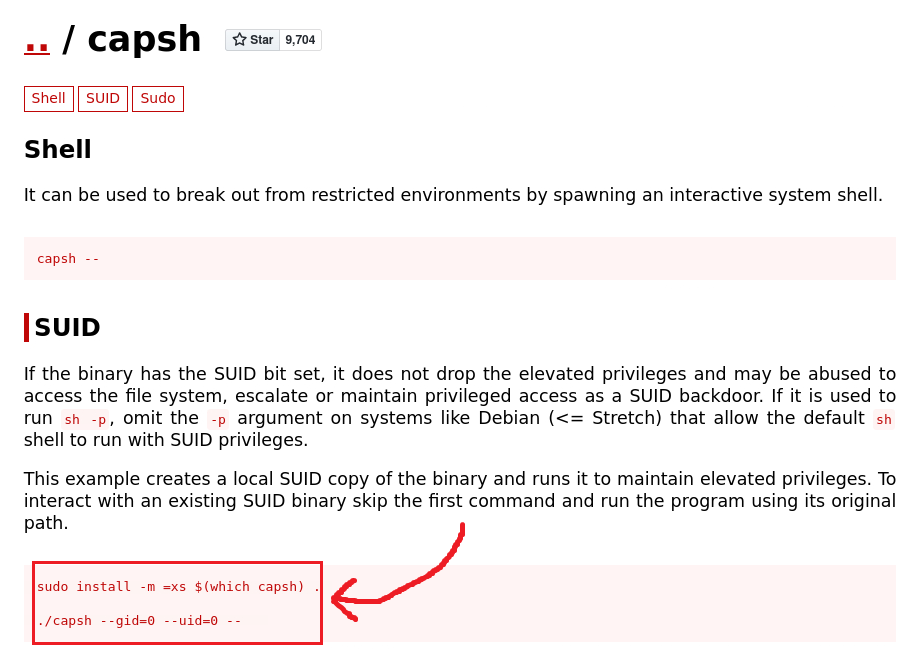 .. / capsh Star 9,704
Shell SUID Sudo
Shell
It can be used to break out from restricted environments by spawning an interactive system shell.
capsh --
SUID
If the binary has the SUID bit set, it does not drop the elevated privileges and may be abused to
access the file system, escalate or maintain privileged access as a SUID backdoor. If it is used to
run sh -p, omit the -p argument on systems like Debian (<= Stretch) that allow the default sh
shell to run with SUID privileges.
This example creates a local SUID copy of the binary and runs it to maintain elevated privileges. To
interact with an existing SUID binary skip the first command and run the program using its original
path.
sudo install -m =xs $(which capsh) .
./capsh --gid=0 --uid=0 --